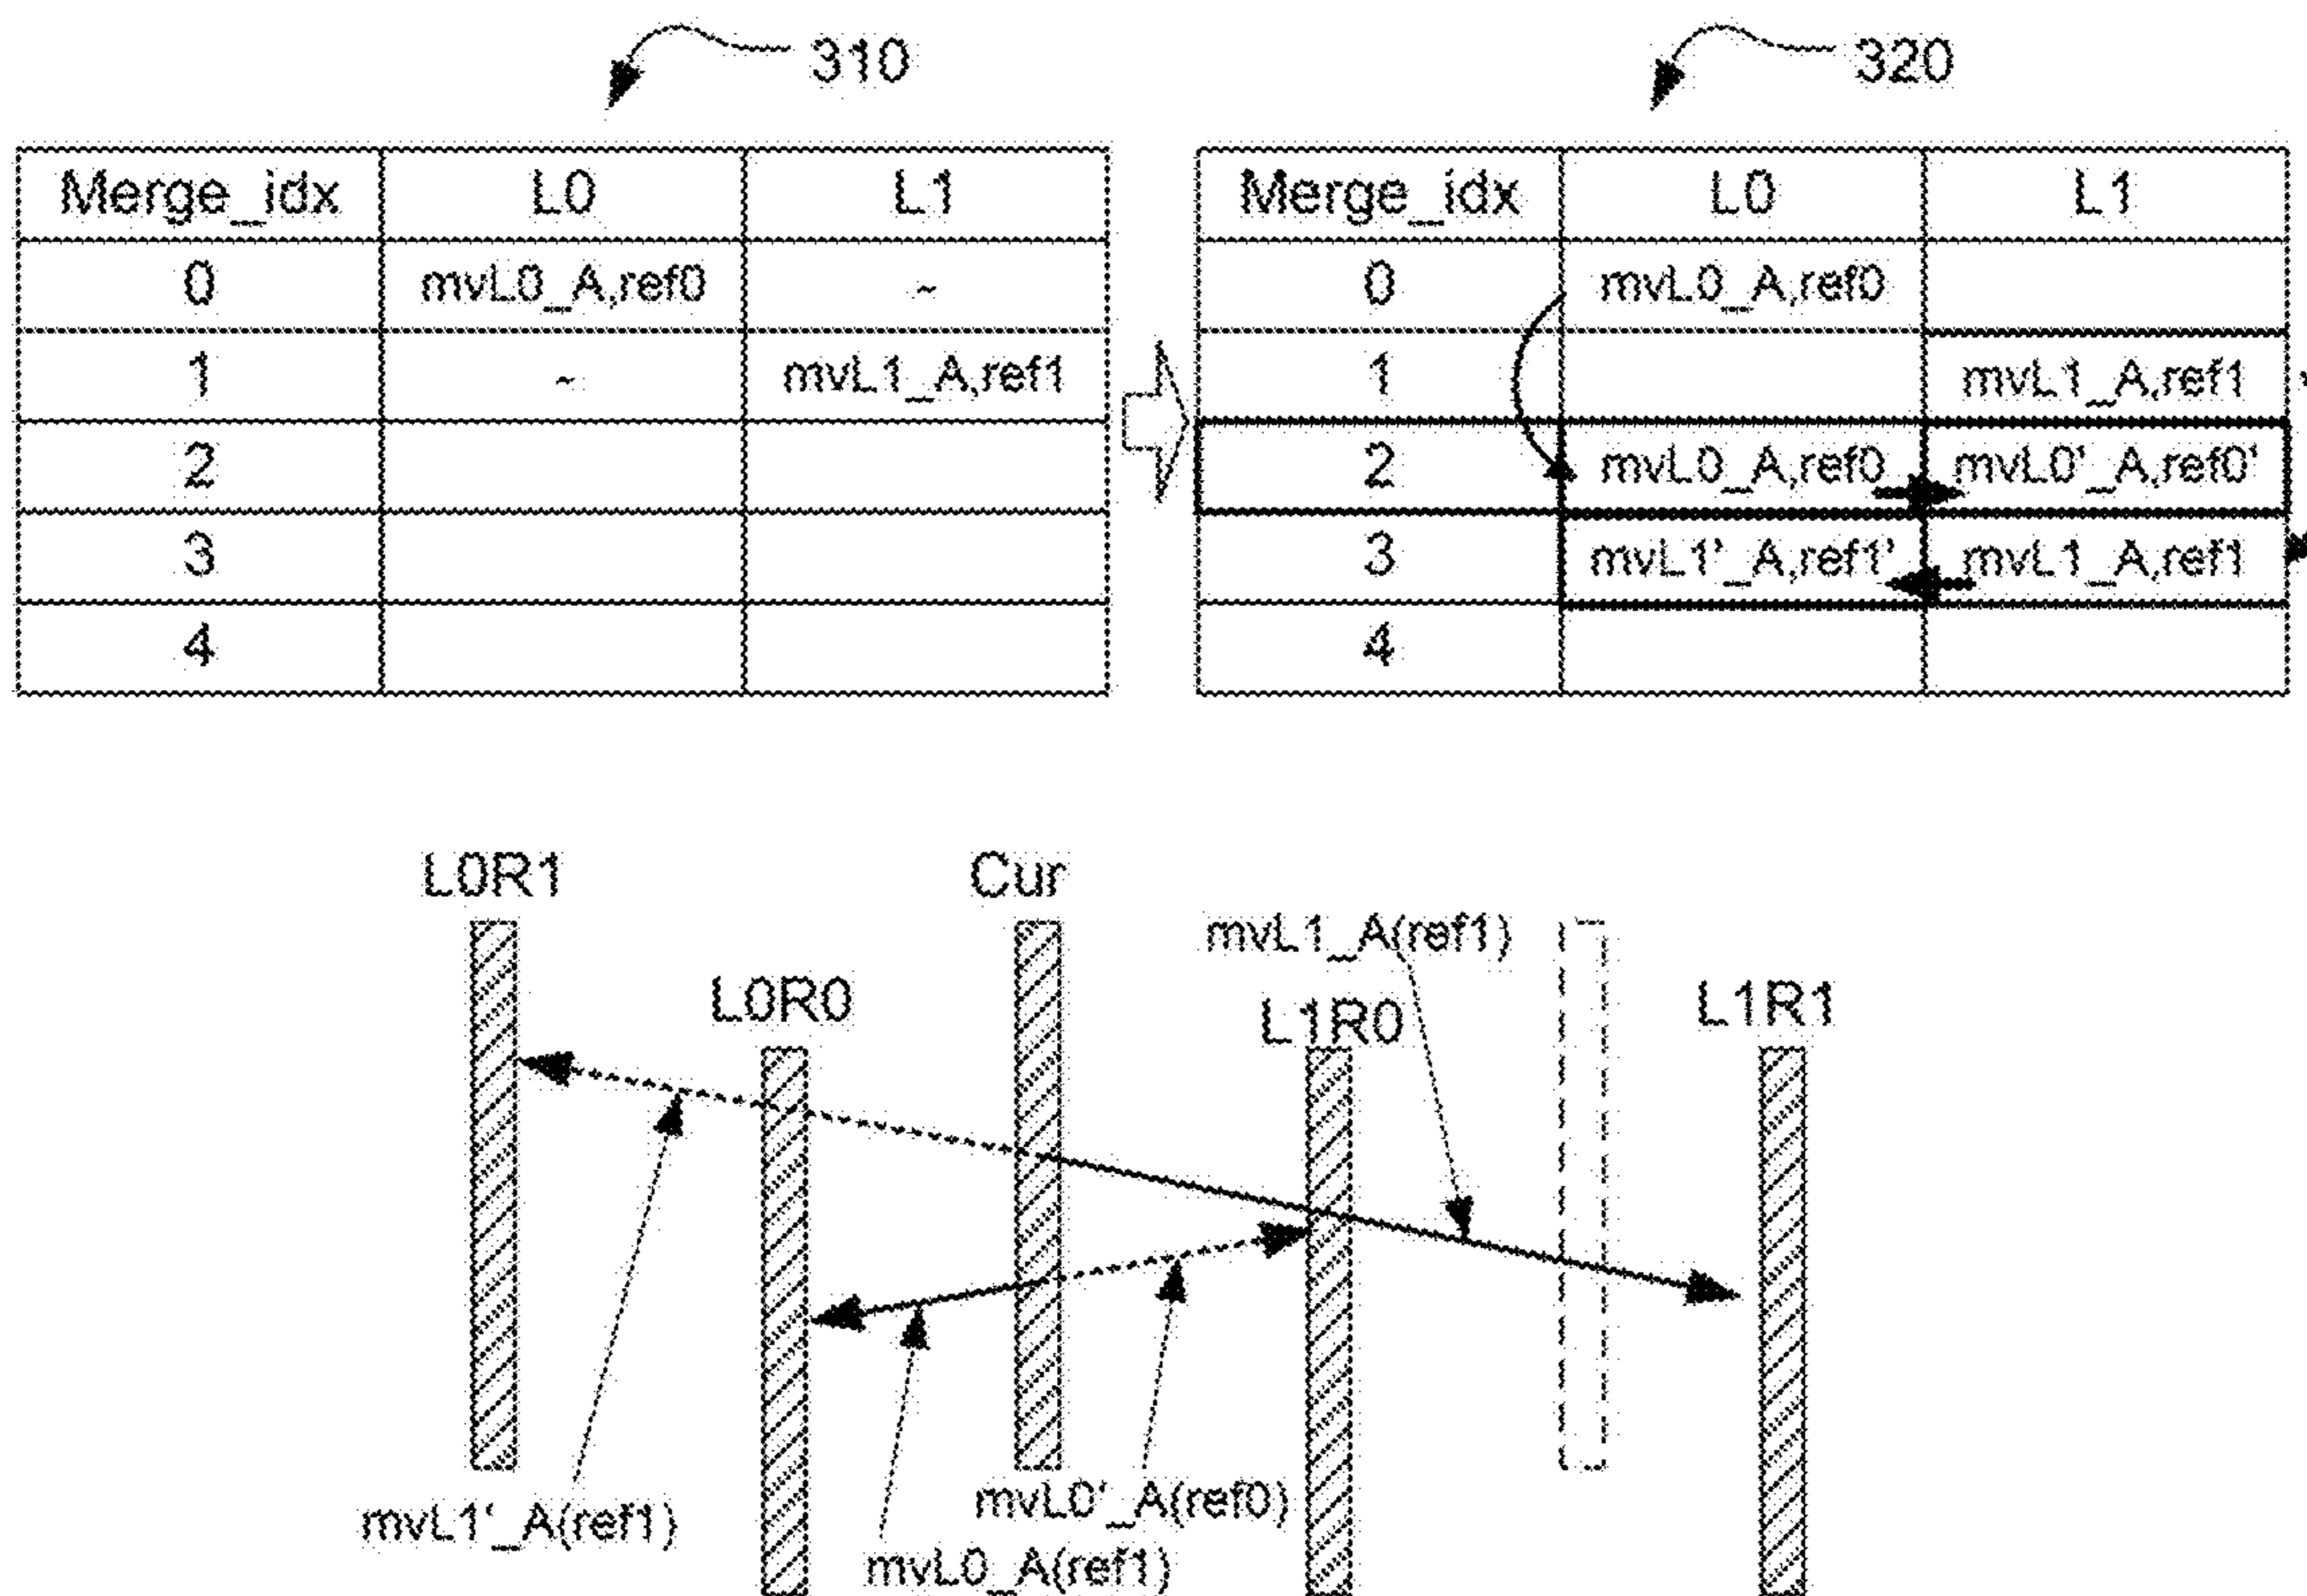 310
320
Merge_idx L0 L1
0 mvL0_A,ref0 -
1 - mvL1_A,ref1
2
3
4
Merge_idx L0 L1
0 mvL0_A,ref0
1 mvL1_A,ref1
2 mvL0_A,ref0 mvL0'_A,ref0'
3 mvL1'_A,ref1' mvL1_A,ref1
4
L0R1
Cur
mvL1_A(ref1)
L0R0
L1R0
L1R1
mvL1'_A(ref1)
mvL0'_A(ref0)
mvL0_A(ref1)